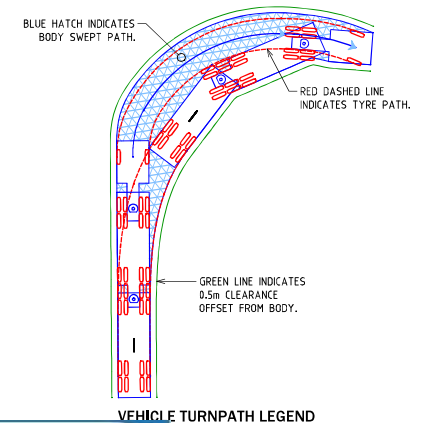 BLUE HATCH INDICATES
BODY SWEPT PATH.
RED DASHED LINE
INDICATES TYRE PATH.
GREEN LINE INDICATES
0.5m CLEARANCE
OFFSET FROM BODY.
VEHICLE TURNPATH LEGEND